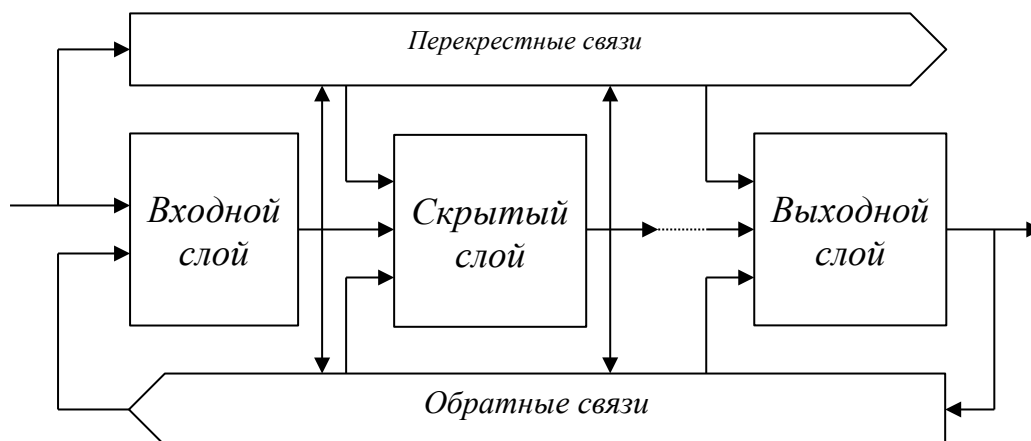 Перекрестные связи
Входной
слой
Скрытый
слой
Выходной
слой
Обратные связи